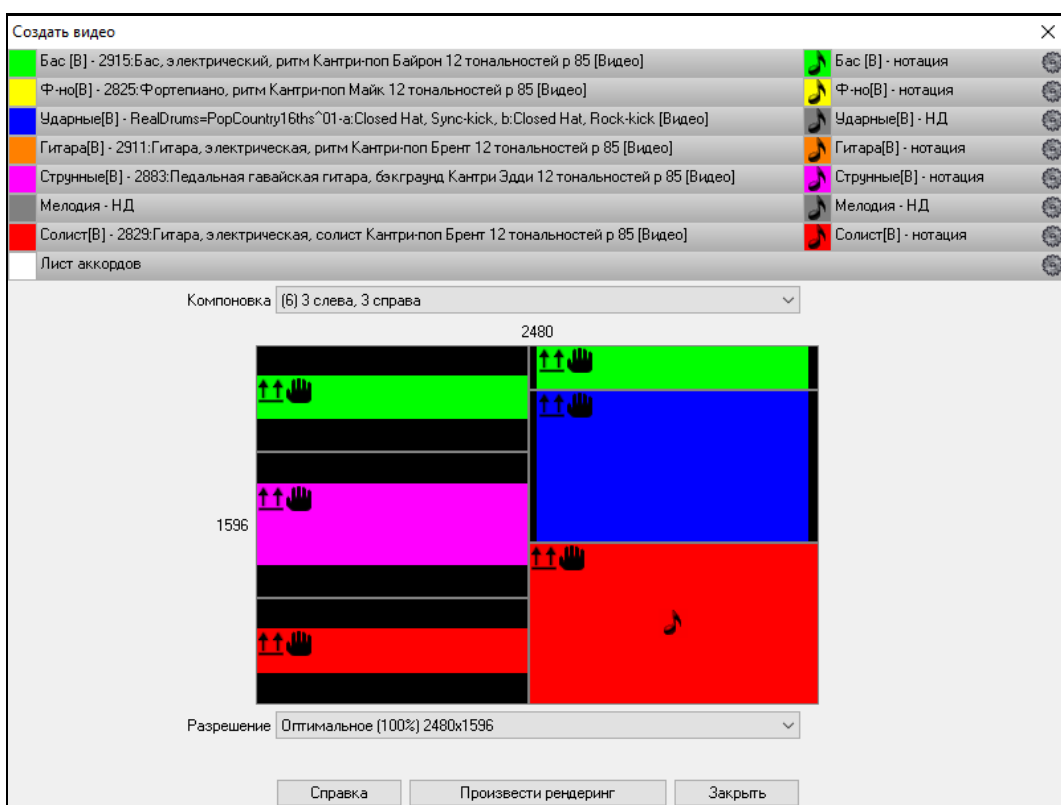 Создать видео
Бас [В] - 2915:Бас, электрический, ритм Кантри-поп Байрон 12 тональностей р 85 [Видео] Бас [В] - нотация
Ф-но[В] - 2825:Фортепиано, ритм Кантри-поп Майк 12 тональностей р 85 [Видео] Ф-но[В] - нотация
Ударные[В] - RealDrums=PopCountry16ths^01-a:Closed Hat, Sync-kick, b:Closed Hat, Rock-kick [Видео] Ударные[В] - НД
Гитара[В] - 2911:Гитара, электрическая, ритм Кантри-поп Брент 12 тональностей р 85 [Видео] Гитара[В] - нотация
Струнные[В] - 2883:Педальная гавайская гитара, бэкграунд Кантри Эдди 12 тональностей р 85 [Видео] Струнные[В] - нотация
Мелодия - НД Мелодия - НД
Солист[В] - 2829:Гитара, электрическая, солист Кантри-поп Брент 12 тональностей р 85 [Видео] Солист[В] - нотация
Лист аккордов
Компоновка (6) 3 слева, 3 справа
2480
1596
Разрешение Оптимальное (100%) 2480x1596
Справка Произвести рендеринг Закрыть